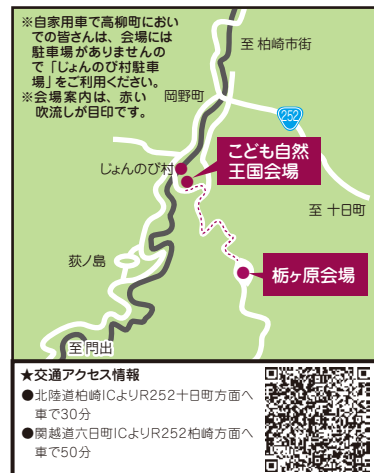 ※自家用車で高柳町におい
での皆さんは、会場には
駐車場がありませんの
で「じょんのび村駐車
場」をご利用ください。
※会場案内は、赤い
吹流しが目印です。
至 柏崎市街
岡野町
252
こども自然
王国会場
じょんのび村
至 十日町
荻ノ島
栃ヶ原会場
至 門出
★交通アクセス情報
●北陸道柏崎ICよりR252十日町方面へ
車で30分
●関越道六日町ICよりR252柏崎方面へ
車で50分